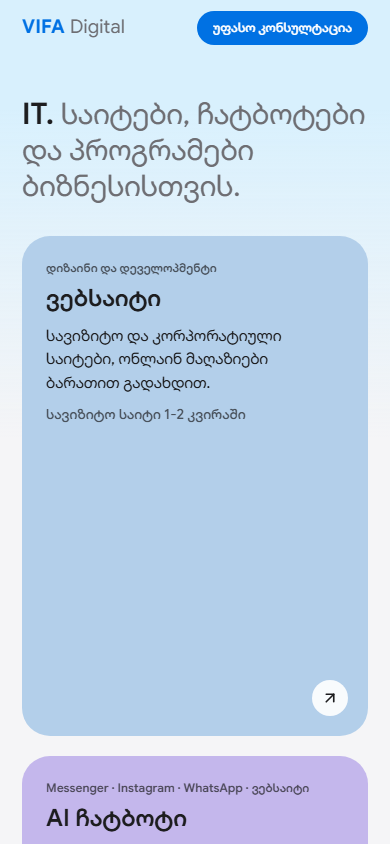 VIFA Digital
უფასო კონსულტაცია
IT. საიტები, ჩატბოტები
და პროგრამები
ბიზნესისთვის.
დიზაინი და დეველოპმენტი
ვებსაიტი
სავიზიტო და კორპორატიული
საიტები, ონლაინ მაღაზიები
ბარათით გადახდით.
სავიზიტო საიტი 1–2 კვირაში
Messenger · Instagram · WhatsApp · ვებსაიტი
AI ჩატბოტი